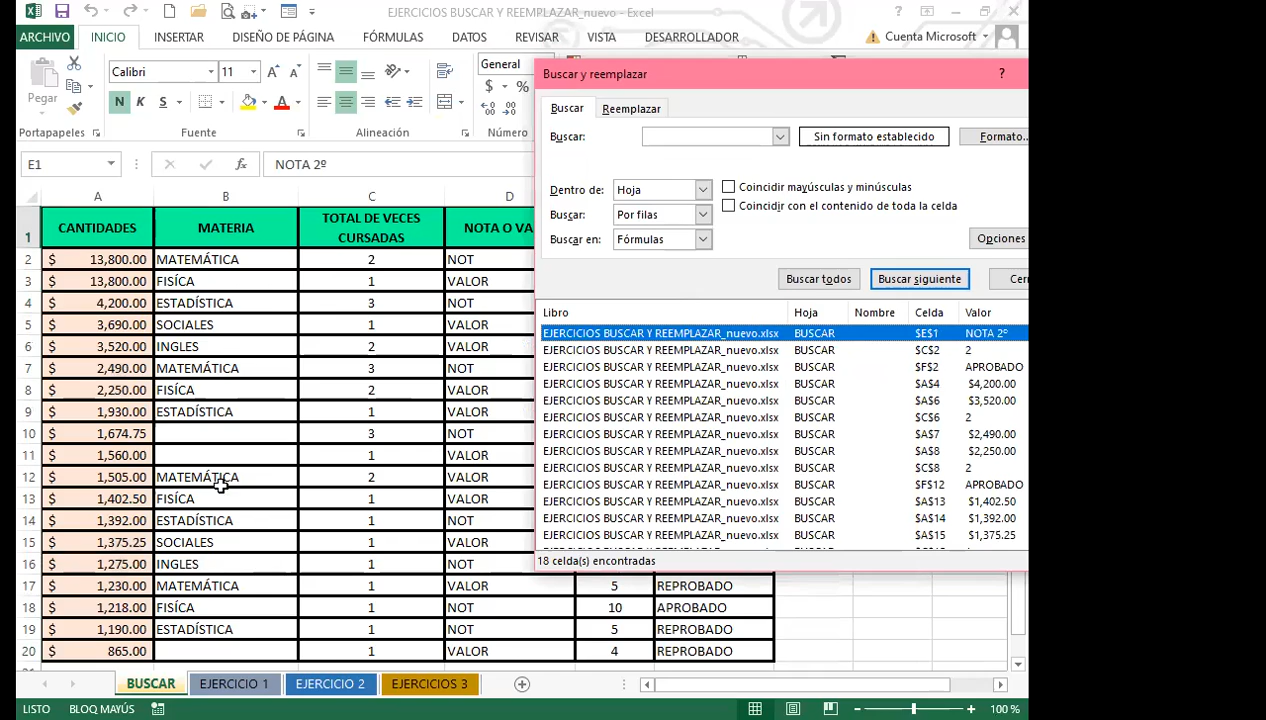 EJERCICIOS BUSCAR Y REEMPLAZAR_nuevo - Excel
ARCHIVO INICIO INSERTAR DISEÑO DE PÁGINA FÓRMULAS DATOS REVISAR VISTA DESARROLLADOR Cuenta Microsoft
Pegar Calibri 11 General
N K S $ %
Portapapeles Fuente Alineación Número
E1 NOTA 2º
A B C D
1 CANTIDADES MATERIA TOTAL DE VECES CURSADAS NOTA O VA
2 $ 13,800.00 MATEMÁTICA 2 NOT
3 $ 13,800.00 FISÍCA 1 VALOR
4 $ 4,200.00 ESTADÍSTICA 3 NOT
5 $ 3,690.00 SOCIALES 1 VALOR
6 $ 3,520.00 INGLES 2 VALOR
7 $ 2,490.00 MATEMÁTICA 3 NOT
8 $ 2,250.00 FISÍCA 2 VALOR
9 $ 1,930.00 ESTADÍSTICA 1 VALOR
10 $ 1,674.75 3 NOT
11 $ 1,560.00 1 VALOR
12 $ 1,505.00 MATEMÁTICA 2 VALOR
13 $ 1,402.50 FISÍCA 1 VALOR
14 $ 1,392.00 ESTADÍSTICA 1 NOT
15 $ 1,375.25 SOCIALES 1 VALOR
16 $ 1,275.00 INGLES 1 NOT
17 $ 1,230.00 MATEMÁTICA 1 VALOR 5 REPROBADO
18 $ 1,218.00 FISÍCA 1 NOT 10 APROBADO
19 $ 1,190.00 ESTADÍSTICA 1 NOT 5 REPROBADO
20 $ 865.00 1 VALOR 4 REPROBADO
Buscar y reemplazar ?
Buscar Reemplazar
Buscar: Sin formato establecido Formato..
Dentro de: Hoja Coincidir mayúsculas y minúsculas
Buscar: Por filas Coincidir con el contenido de toda la celda
Buscar en: Fórmulas Opciones
Buscar todos Buscar siguiente Cer
Libro Hoja Nombre Celda Valor
EJERCICIOS BUSCAR Y REEMPLAZAR_nuevo.xlsx BUSCAR $E$1 NOTA 2º
EJERCICIOS BUSCAR Y REEMPLAZAR_nuevo.xlsx BUSCAR $C$2 2
EJERCICIOS BUSCAR Y REEMPLAZAR_nuevo.xlsx BUSCAR $F$2 APROBADO
EJERCICIOS BUSCAR Y REEMPLAZAR_nuevo.xlsx BUSCAR $A$4 $4,200.00
EJERCICIOS BUSCAR Y REEMPLAZAR_nuevo.xlsx BUSCAR $A$6 $3,520.00
EJERCICIOS BUSCAR Y REEMPLAZAR_nuevo.xlsx BUSCAR $C$6 2
EJERCICIOS BUSCAR Y REEMPLAZAR_nuevo.xlsx BUSCAR $A$7 $2,490.00
EJERCICIOS BUSCAR Y REEMPLAZAR_nuevo.xlsx BUSCAR $A$8 $2,250.00
EJERCICIOS BUSCAR Y REEMPLAZAR_nuevo.xlsx BUSCAR $C$8 2
EJERCICIOS BUSCAR Y REEMPLAZAR_nuevo.xlsx BUSCAR $F$12 APROBADO
EJERCICIOS BUSCAR Y REEMPLAZAR_nuevo.xlsx BUSCAR $A$13 $1,402.50
EJERCICIOS BUSCAR Y REEMPLAZAR_nuevo.xlsx BUSCAR $A$14 $1,392.00
EJERCICIOS BUSCAR Y REEMPLAZAR_nuevo.xlsx BUSCAR $A$15 $1,375.25
18 celda(s) encontradas
BUSCAR EJERCICIO 1 EJERCICIO 2 EJERCICIOS 3
LISTO BLOQ MAYÚS 100 %